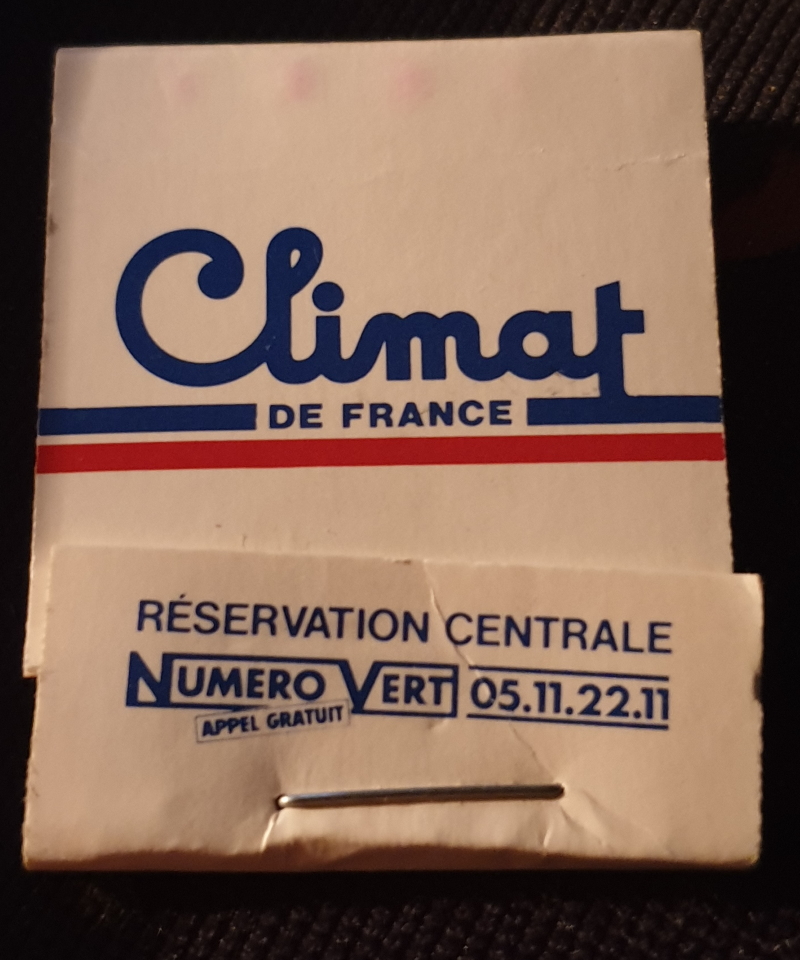 Climat
DE FRANCE
RÉSERVATION CENTRALE
NUMERO VERT 05.11.22.11
APPEL GRATUIT